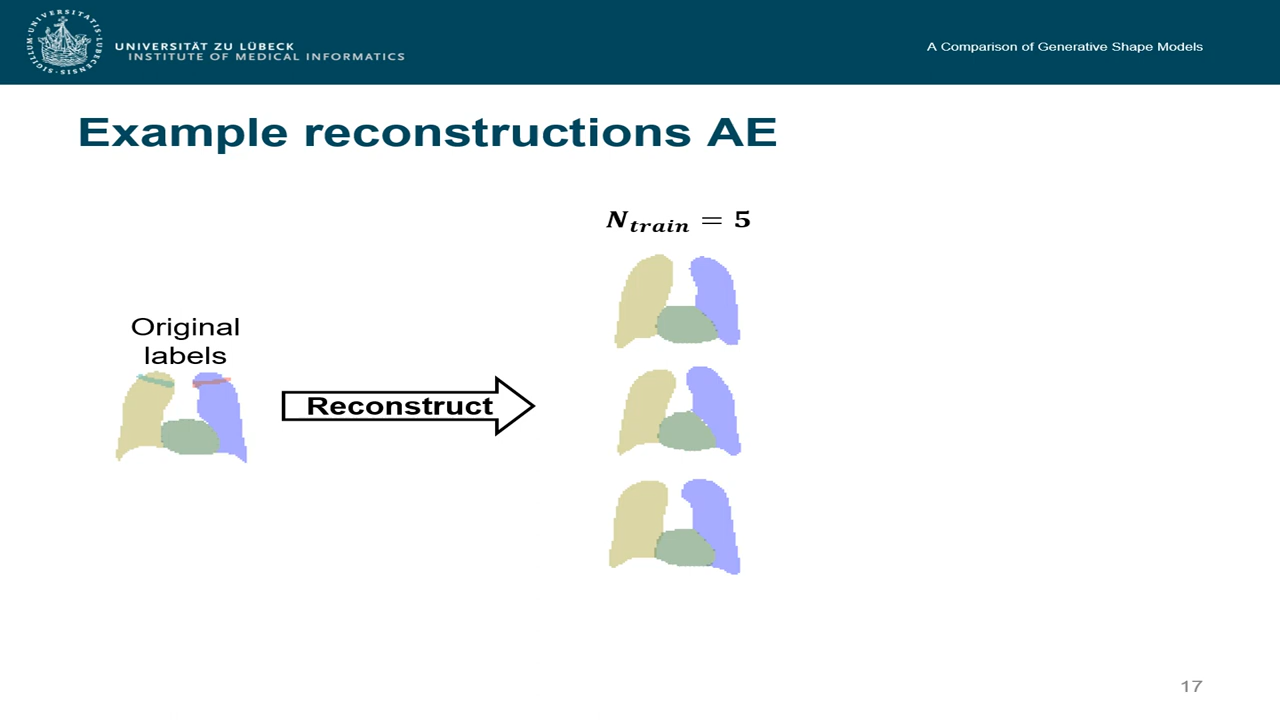 UNIVERSITÄT ZU LÜBECK
INSTITUTE OF MEDICAL INFORMATICS
A Comparison of Generative Shape Models
Example reconstructions AE
N_train = 5
Original
labels
Reconstruct
17